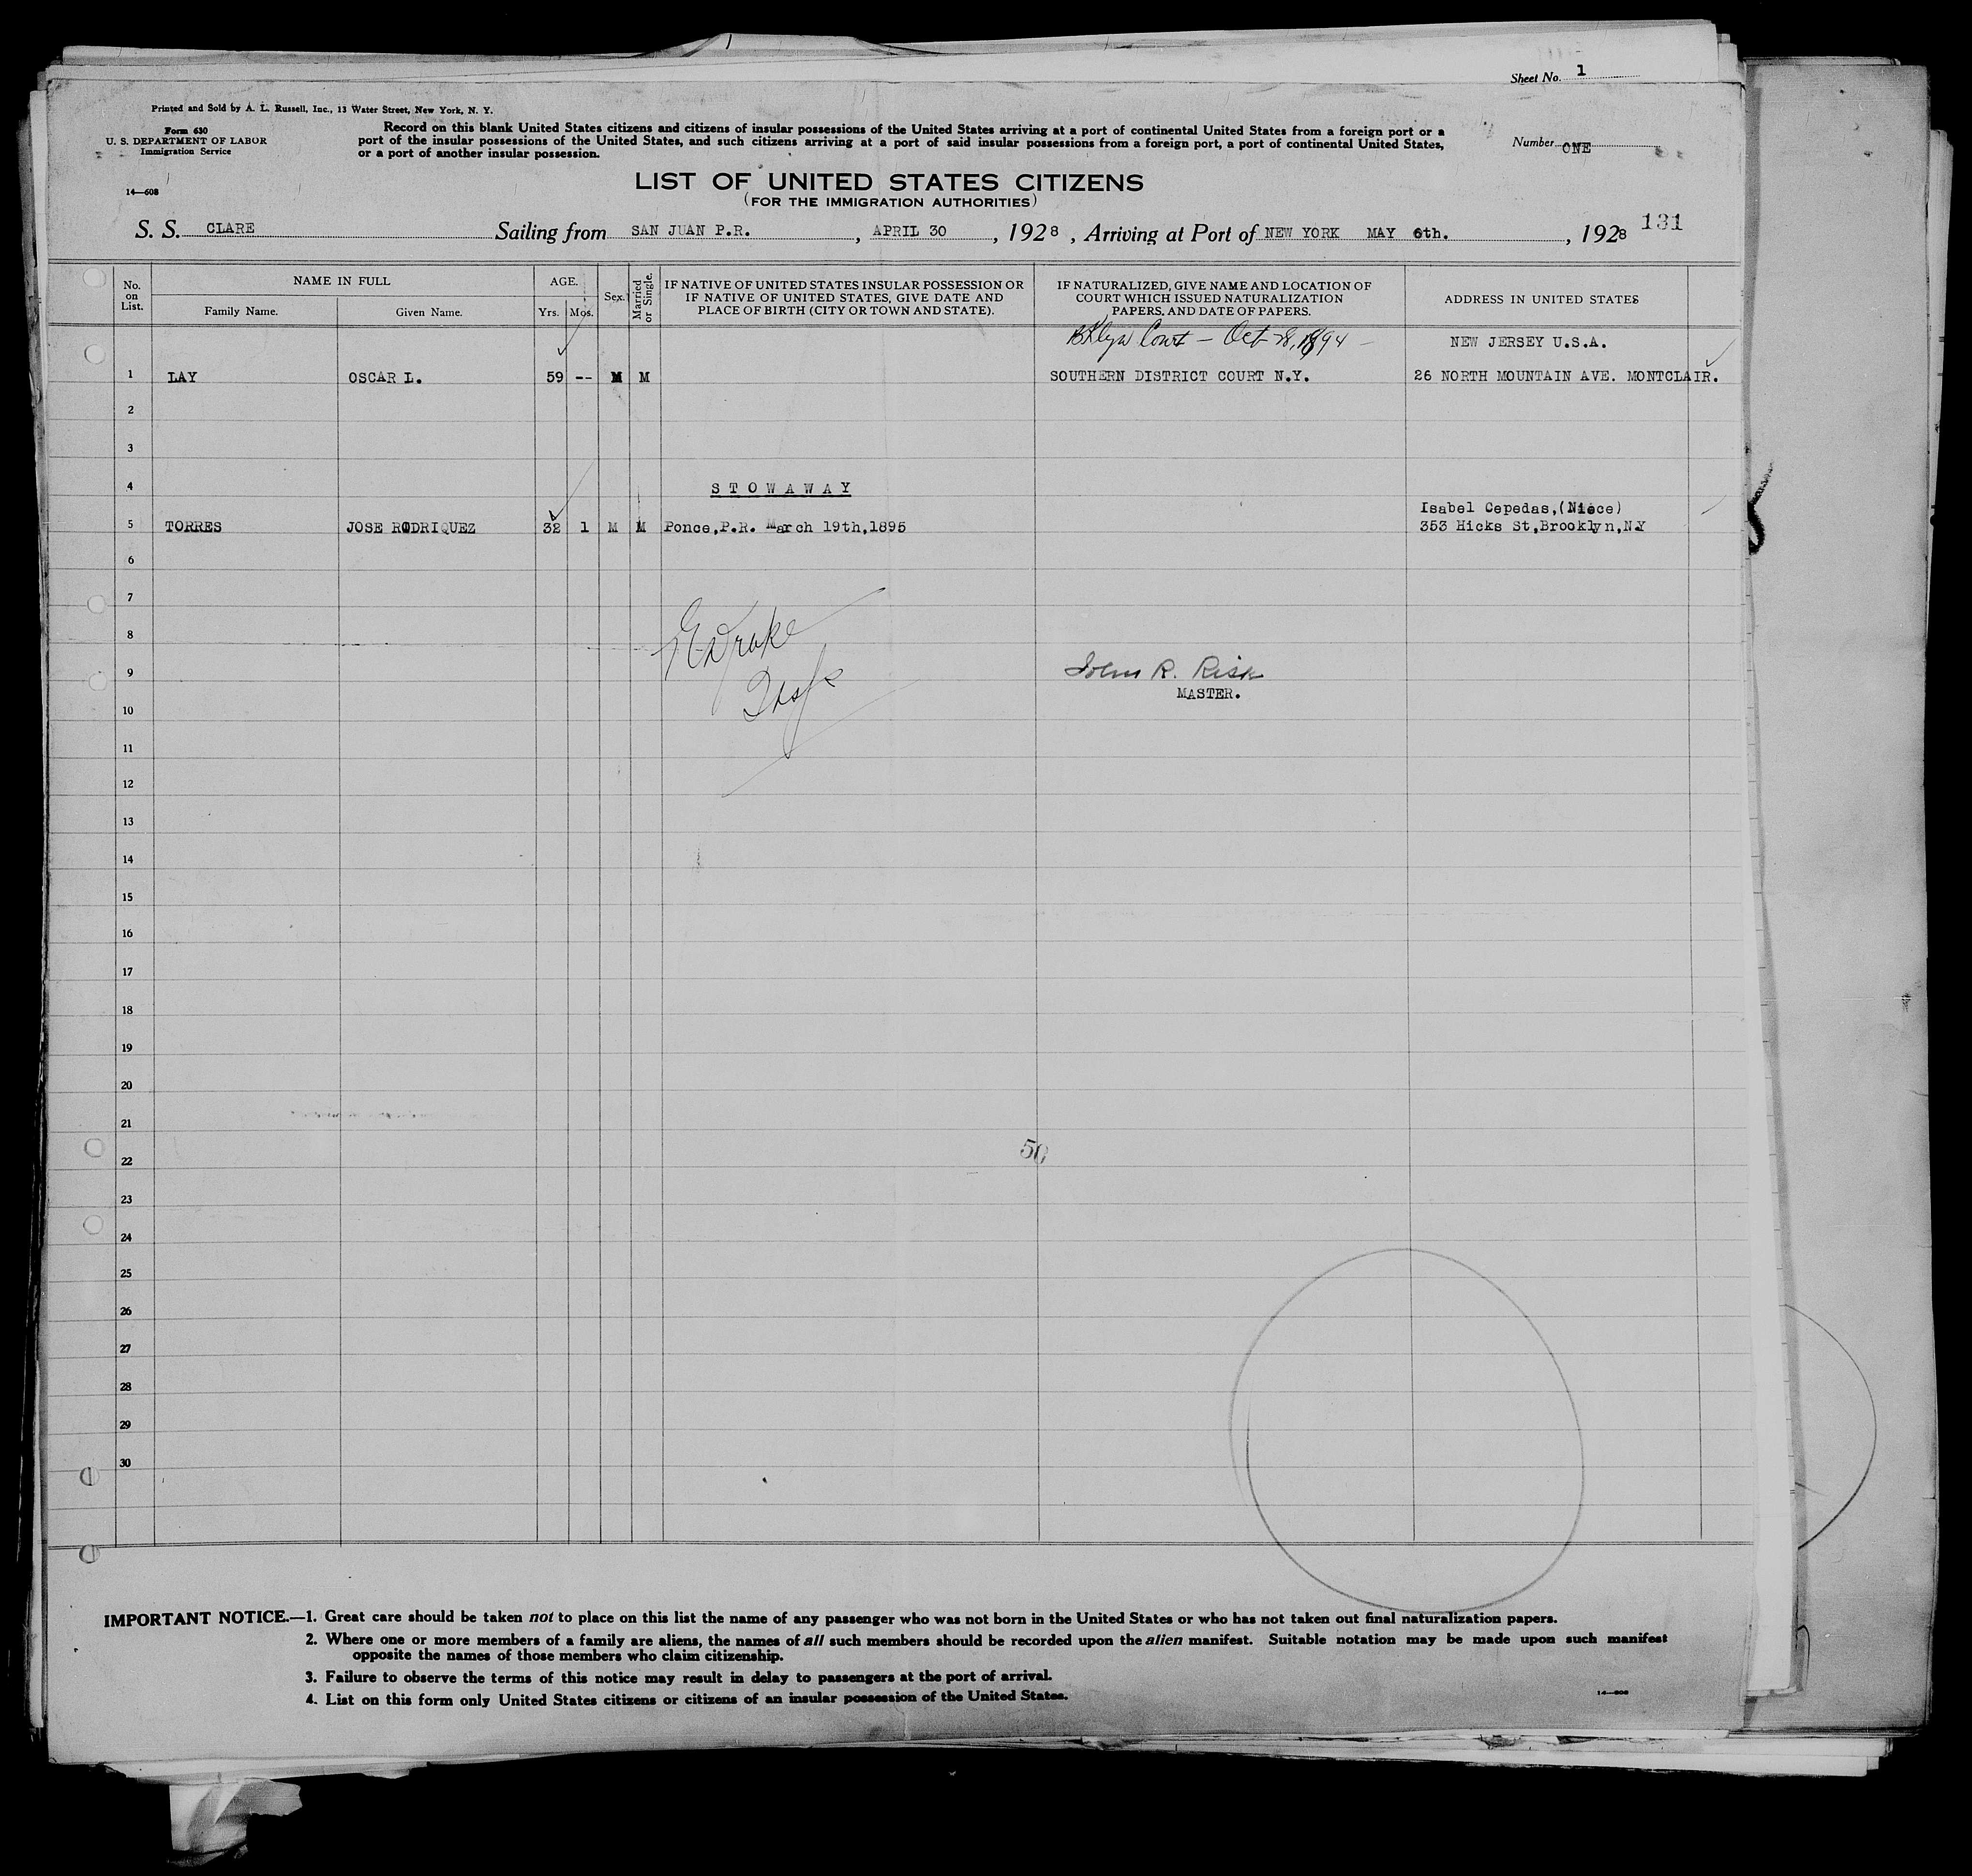 Sheet No. 1
Printed and Sold by A. L. Russell, Inc., 13 Water Street, New York, N. Y.
Form 630
U. S. DEPARTMENT OF LABOR
Immigration Service
Record on this blank United States citizens and citizens of insular possessions of the United States arriving at a port of continental United States from a foreign port or a
port of the insular possessions of the United States, and such citizens arriving at a port of said insular possessions from a foreign port, a port of continental United States,
or a port of another insular possession.
Number ONE
14—608
LIST OF UNITED STATES CITIZENS
(FOR THE IMMIGRATION AUTHORITIES)
S. S. CLARE Sailing from SAN JUAN P.R. , APRIL 30 , 1928 , Arriving at Port of NEW YORK MAY 6th. , 1928 131
No. on List. NAME IN FULL AGE. Sex. Married or Single. IF NATIVE OF UNITED STATES INSULAR POSSESSION OR IF NATIVE OF UNITED STATES, GIVE DATE AND PLACE OF BIRTH (CITY OR TOWN AND STATE). IF NATURALIZED, GIVE NAME AND LOCATION OF COURT WHICH ISSUED NATURALIZATION PAPERS, AND DATE OF PAPERS. ADDRESS IN UNITED STATES
Family Name. Given Name. Yrs. Mos.
Bklyn Court — Oct 28, 1894 — NEW JERSEY U.S.A.
1 LAY OSCAR L. 59 -- M M SOUTHERN DISTRICT COURT N.Y. 26 NORTH MOUNTAIN AVE. MONTCLAIR.
2
3
4 STOWAWAY
Isabel Cepedas,(Niece)
5 TORRES JOSE RODRIQUEZ 32 1 M M Ponce,P.R. March 19th,1895 353 Hicks St,Brooklyn,N.Y
6
7
8 Drake
9 John R. Risk
MASTER.
10
11
12
13
14
15
16
17
18
19
20
21
50
22
23
24
25
26
27
28
29
30
IMPORTANT NOTICE.—1. Great care should be taken not to place on this list the name of any passenger who was not born in the United States or who has not taken out final naturalization papers.
2. Where one or more members of a family are aliens, the names of all such members should be recorded upon the alien manifest. Suitable notation may be made upon such manifest
opposite the names of those members who claim citizenship.
3. Failure to observe the terms of this notice may result in delay to passengers at the port of arrival.
4. List on this form only United States citizens or citizens of an insular possession of the United States.
14—608